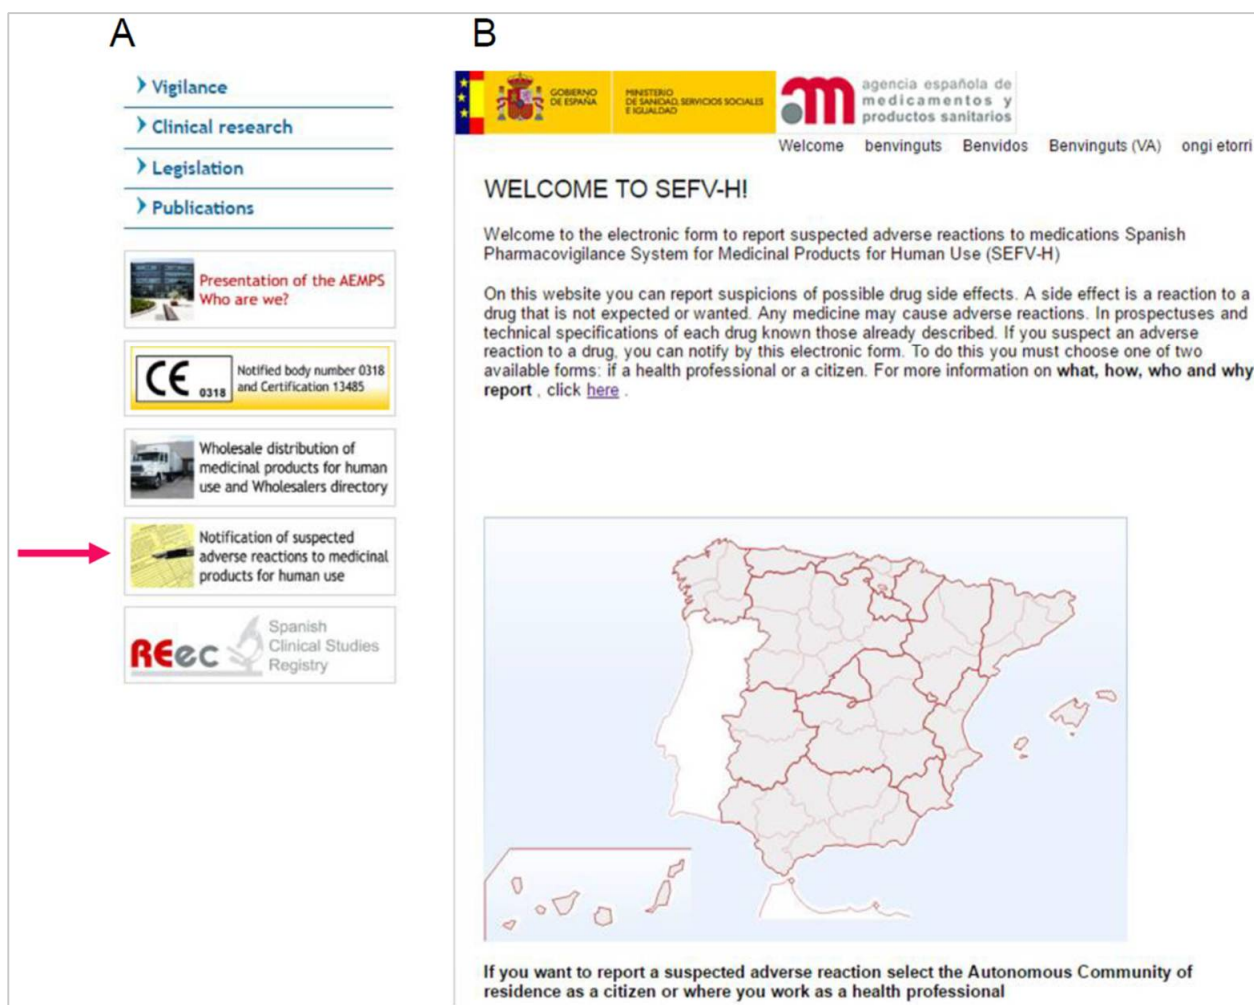 A
Vigilance
Clinical research
Legislation
Publications
Presentation of the AEMPS
Who are we?
CE 0318
Notified body number 0318
and Certification 13485
Wholesale distribution of
medicinal products for human
use and Wholesalers directory
Notification of suspected
adverse reactions to medicinal
products for human use
REec
Spanish
Clinical Studies
Registry
B
GOBIERNO
DE ESPAÑA
MINISTERIO
DE SANIDAD, SERVICIOS SOCIALES
E IGUALDAD
am
agencia española de
medicamentos y
productos sanitarios
Welcome benvinguts Benvidos Benvinguts (VA) ongi etorri
WELCOME TO SEFV-H!
Welcome to the electronic form to report suspected adverse reactions to medications Spanish
Pharmacovigilance System for Medicinal Products for Human Use (SEFV-H)
On this website you can report suspicions of possible drug side effects. A side effect is a reaction to a
drug that is not expected or wanted. Any medicine may cause adverse reactions. In prospectuses and
technical specifications of each drug known those already described. If you suspect an adverse
reaction to a drug, you can notify by this electronic form. To do this you must choose one of two
available forms: if a health professional or a citizen. For more information on what, how, who and why
report , click here .
If you want to report a suspected adverse reaction select the Autonomous Community of
residence as a citizen or where you work as a health professional